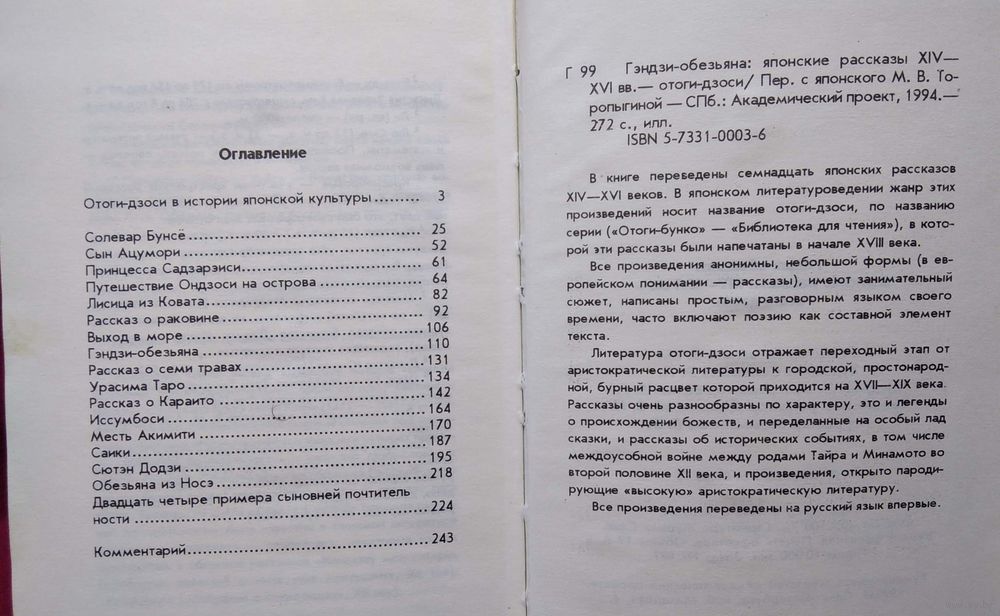 Оглавление
Отоги-дзоси в истории японской культуры ......... 3
Солевар Бунсё ........................................ 25
Сын Ацумори ........................................ 52
Принцесса Садзарэиси ........................................ 61
Путешествие Ондзоси на острова .................. 64
Лисица из Ковата ........................................ 82
Рассказ о раковине ........................................ 92
Выход в море ........................................ 106
Гэндзи-обезьяна ........................................ 110
Рассказ о семи травах .............................. 131
Урасима Таро ........................................ 134
Рассказ о Караито ........................................ 142
Иссумбоси ........................................ 164
Месть Акимити ........................................ 170
Саики ........................................ 187
Сютэн Додзи ........................................ 195
Обезьяна из Носэ ........................................ 218
Двадцать четыре примера сыновней почтитель
ности ........................................ 224
Комментарий ........................................ 243
Г 99 Гэндзи-обезьяна: японские рассказы XIV—
XVI вв.— отоги-дзоси/ Пер. с японского М. В. То-
ропыгиной — СПб.: Академический проект, 1994.—
272 с., илл.
ISBN 5-7331-0003-6
В книге переведены семнадцать японских рассказов
XIV—XVI веков. В японском литературоведении жанр этих
произведений носит название отоги-дзоси, по названию
серии («Отоги-бунко» — «Библиотека для чтения»), в кото-
рой эти рассказы были напечатаны в начале XVIII века.
Все произведения анонимны, небольшой формы (в ев-
ропейском понимании — рассказы), имеют занимательный
сюжет, написаны простым, разговорным языком своего
времени, часто включают поэзию как составной элемент
текста.
Литература отоги-дзоси отражает переходный этап от
аристократической литературы к городской, простонарод-
ной, бурный расцвет которой приходится на XVII—XIX века.
Рассказы очень разнообразны по характеру, это и легенды
о происхождении божеств, и переделанные на особый лад
сказки, и рассказы об исторических событиях, в том числе
междоусобной войне между родами Тайра и Минамото во
второй половине XII века, и произведения, открыто пароди-
рующие «высокую» аристократическую литературу.
Все произведения переведены на русский язык впервые.